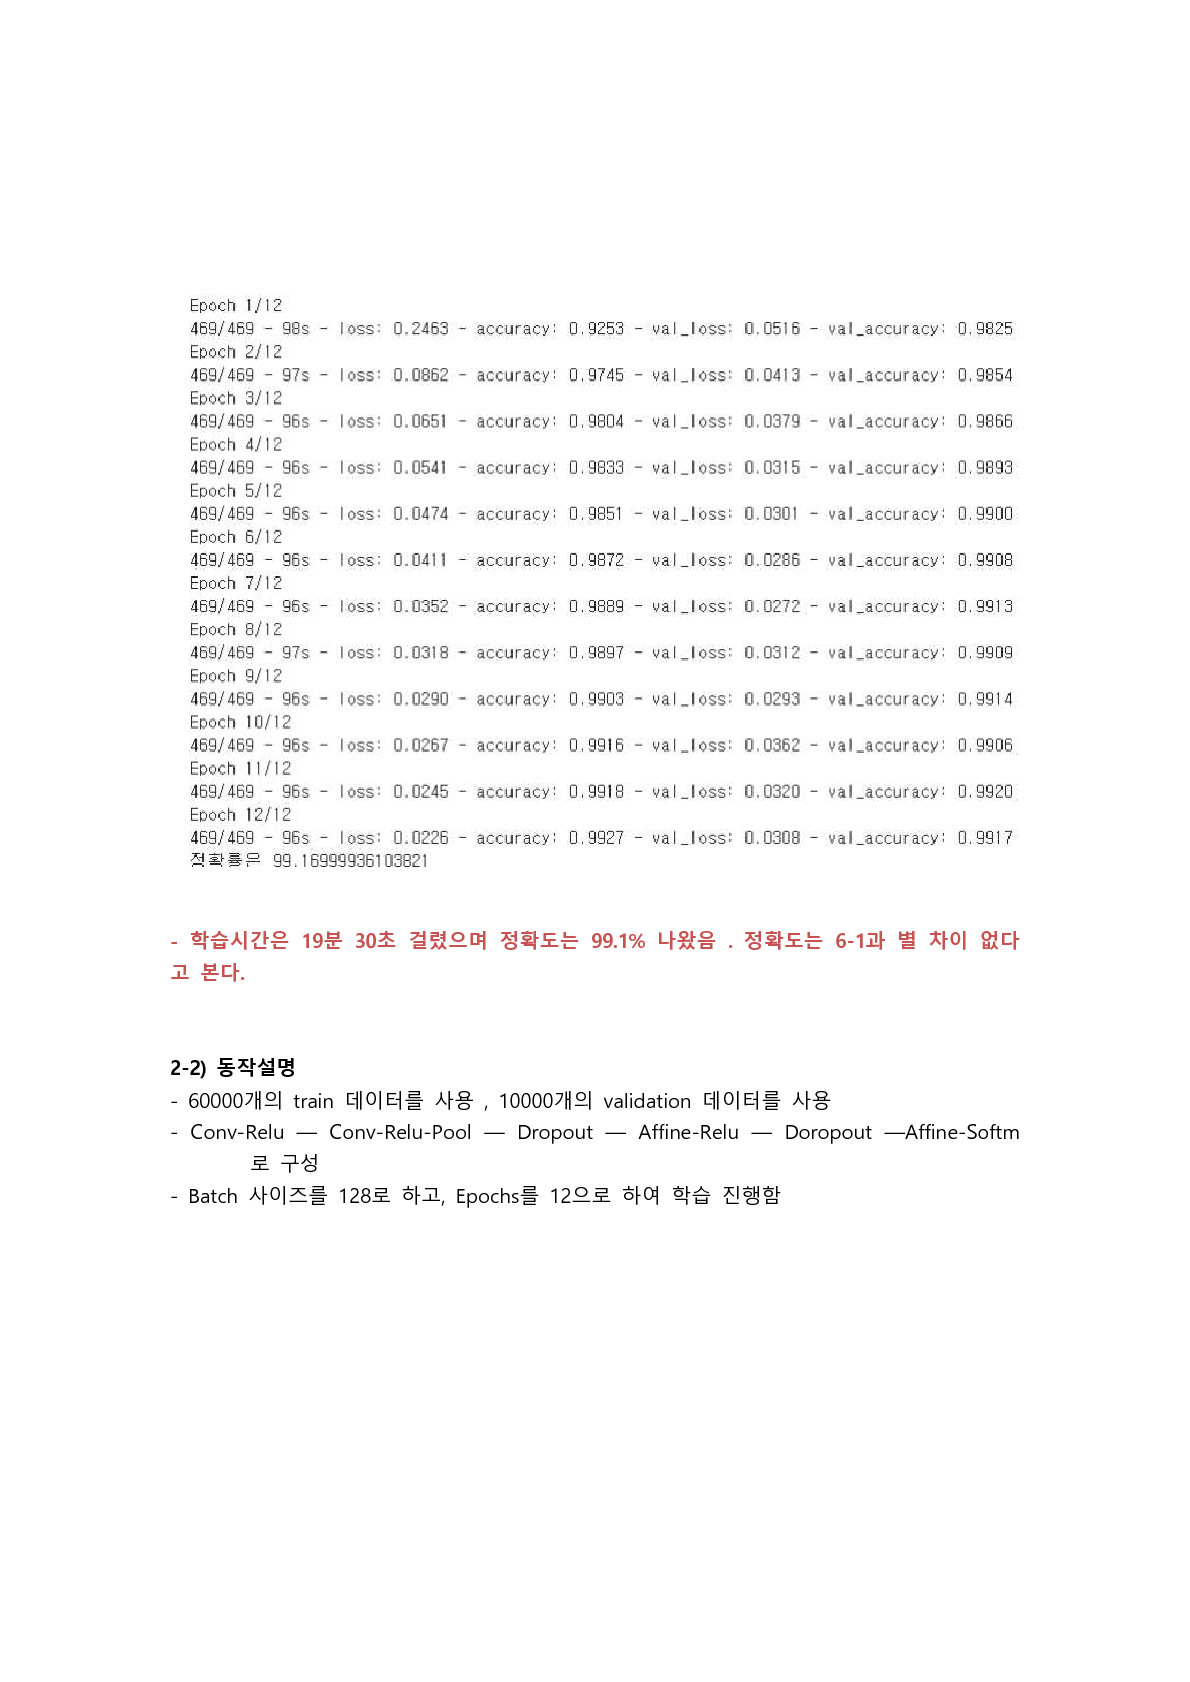 Epoch 1/12
469/469 - 98s - loss: 0.2463 - accuracy: 0.9253 - val_loss: 0.0516 - val_accuracy: 0.9825
Epoch 2/12
469/469 - 97s - loss: 0.0862 - accuracy: 0.9745 - val_loss: 0.0413 - val_accuracy: 0.9854
Epoch 3/12
469/469 - 96s - loss: 0.0651 - accuracy: 0.9804 - val_loss: 0.0379 - val_accuracy: 0.9866
Epoch 4/12
469/469 - 96s - loss: 0.0541 - accuracy: 0.9833 - val_loss: 0.0315 - val_accuracy: 0.9893
Epoch 5/12
469/469 - 96s - loss: 0.0474 - accuracy: 0.9851 - val_loss: 0.0301 - val_accuracy: 0.9900
Epoch 6/12
469/469 - 96s - loss: 0.0411 - accuracy: 0.9872 - val_loss: 0.0286 - val_accuracy: 0.9908
Epoch 7/12
469/469 - 96s - loss: 0.0352 - accuracy: 0.9889 - val_loss: 0.0272 - val_accuracy: 0.9913
Epoch 8/12
469/469 - 97s - loss: 0.0318 - accuracy: 0.9897 - val_loss: 0.0312 - val_accuracy: 0.9909
Epoch 9/12
469/469 - 96s - loss: 0.0290 - accuracy: 0.9903 - val_loss: 0.0293 - val_accuracy: 0.9914
Epoch 10/12
469/469 - 96s - loss: 0.0267 - accuracy: 0.9916 - val_loss: 0.0362 - val_accuracy: 0.9906
Epoch 11/12
469/469 - 96s - loss: 0.0245 - accuracy: 0.9918 - val_loss: 0.0320 - val_accuracy: 0.9920
Epoch 12/12
469/469 - 96s - loss: 0.0226 - accuracy: 0.9927 - val_loss: 0.0308 - val_accuracy: 0.9917
정확률은 99.16999936103821
- 학습시간은 19분 30초 걸렸으며 정확도는 99.1% 나왔음 . 정확도는 6-1과 별 차이 없다
고 본다.
2-2) 동작설명
- 60000개의 train 데이터를 사용 , 10000개의 validation 데이터를 사용
- Conv-Relu — Conv-Relu-Pool — Dropout — Affine-Relu — Doropout —Affine-Softm
로 구성
- Batch 사이즈를 128로 하고, Epochs를 12으로 하여 학습 진행함